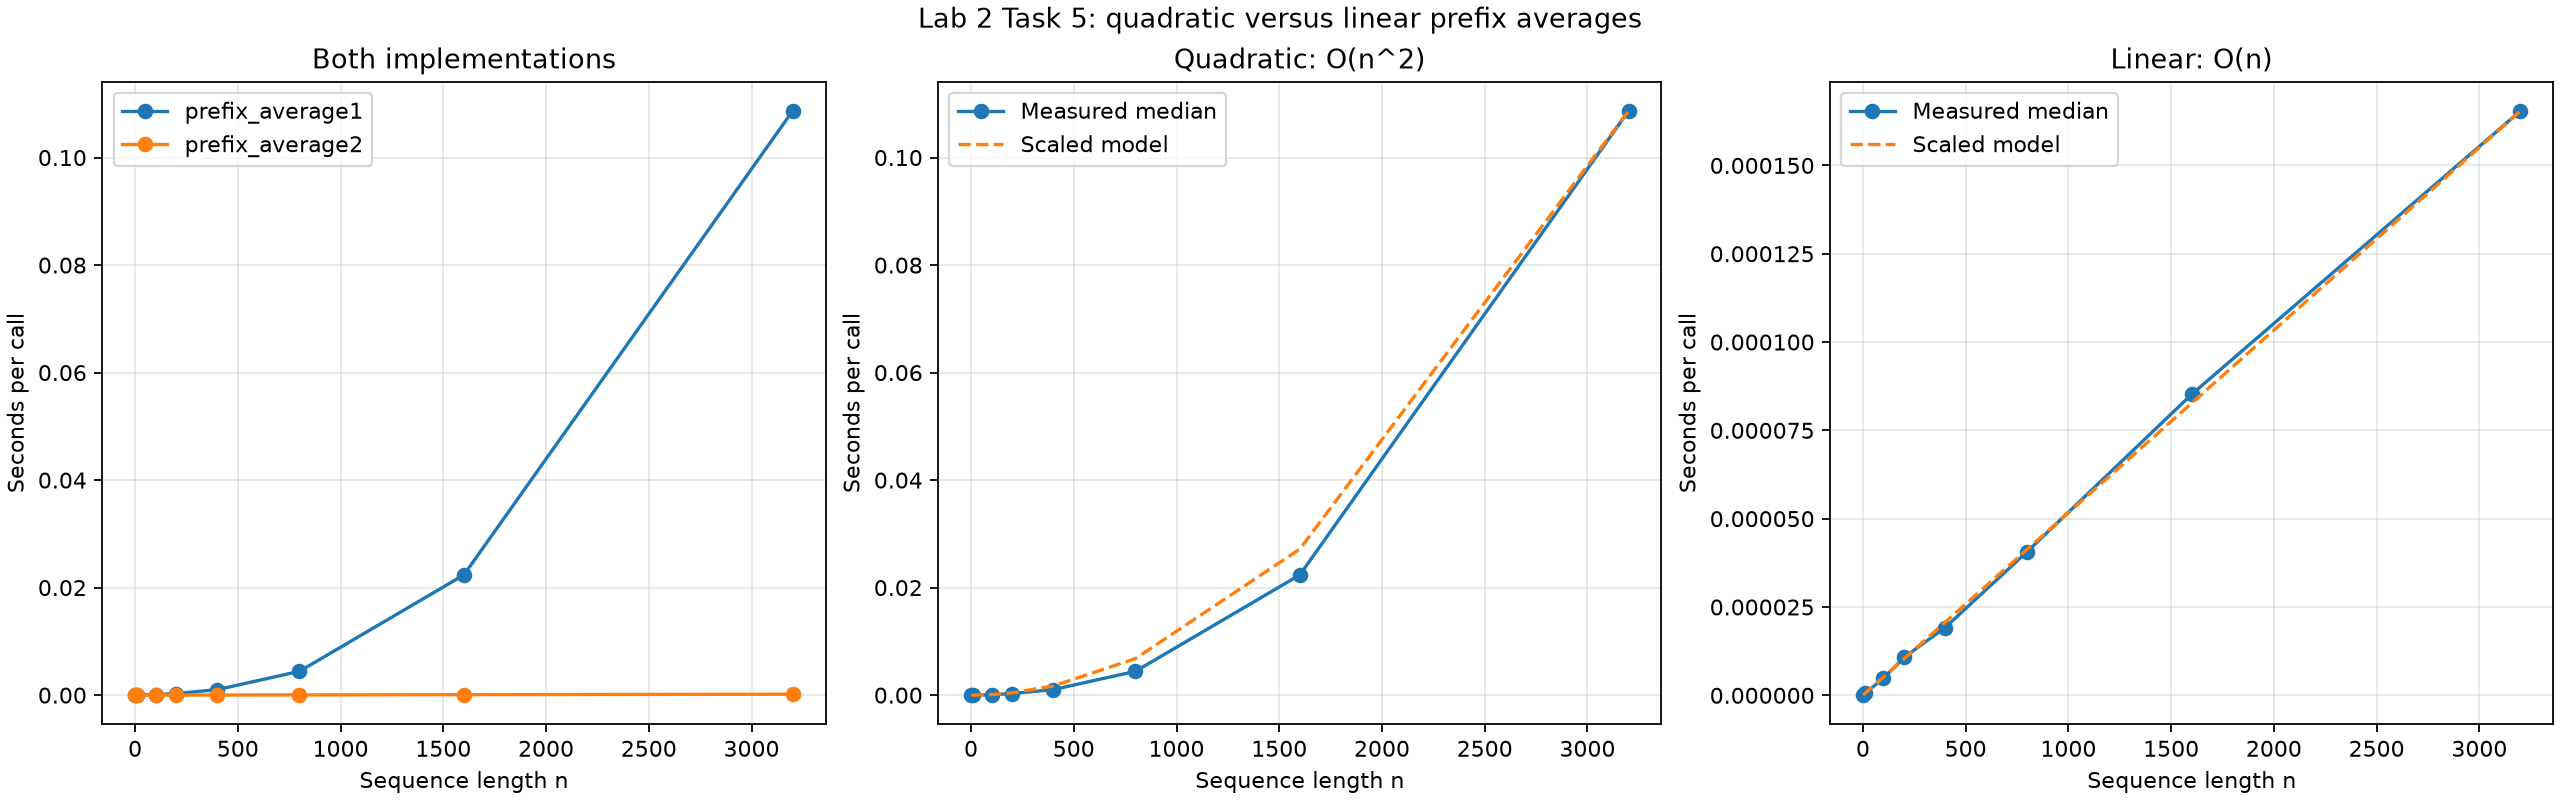 Lab 2 Task 5: quadratic versus linear prefix averages
Both implementations
prefix_average1
prefix_average2
0.10
0.08
0.06
0.04
0.02
0.00
Seconds per call
0 500 1000 1500 2000 2500 3000
Sequence length n
Quadratic: O(n^2)
Measured median
Scaled model
0.10
0.08
0.06
0.04
0.02
0.00
Seconds per call
0 500 1000 1500 2000 2500 3000
Sequence length n
Linear: O(n)
Measured median
Scaled model
0.000150
0.000125
0.000100
0.000075
0.000050
0.000025
0.000000
Seconds per call
0 500 1000 1500 2000 2500 3000
Sequence length n